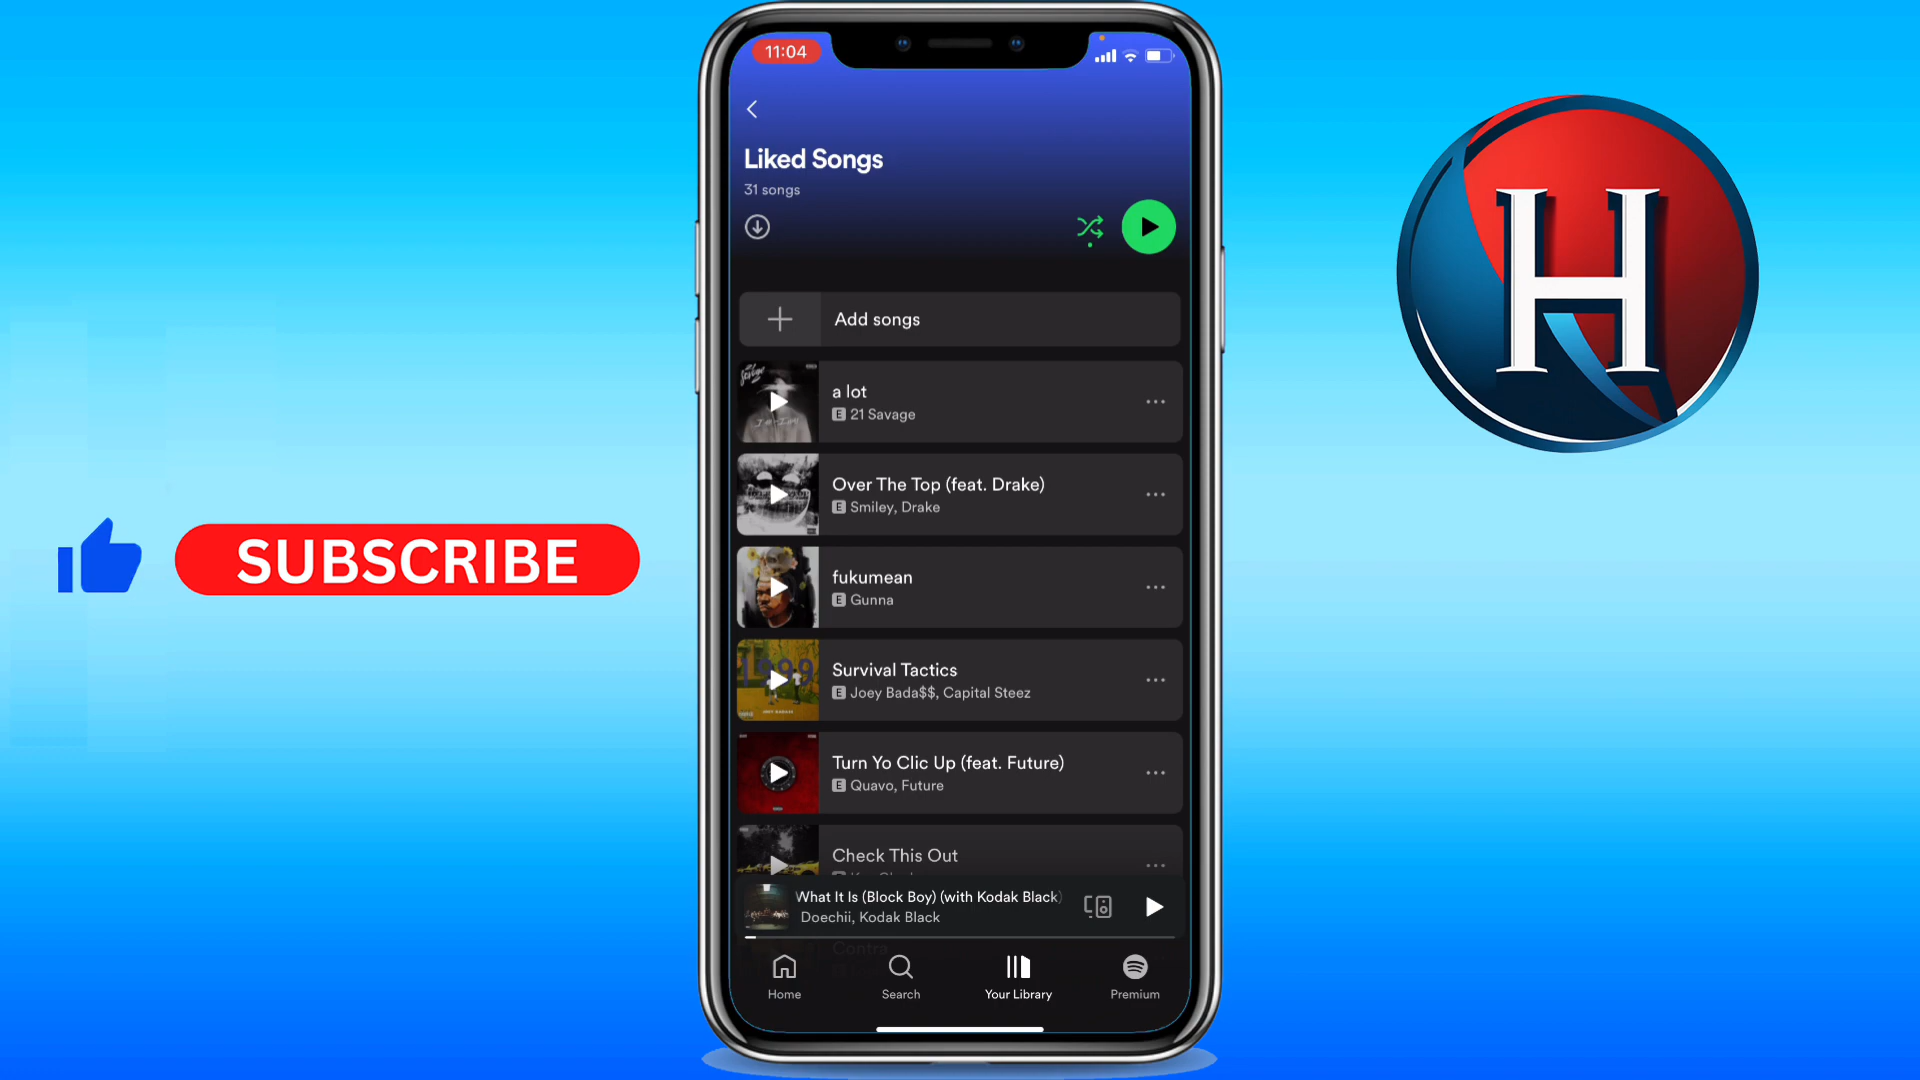 11:04
Liked Songs
31 songs
Add songs
a lot
E 21 Savage
Over The Top (feat. Drake)
E Smiley, Drake
fukumean
E Gunna
1999
Survival Tactics
E Joey Bada$$, Capital Steez
Turn Yo Clic Up (feat. Future)
E Quavo, Future
Check This Out
What It Is (Block Boy) (with Kodak Black)
Doechii, Kodak Black
Contra
Home
Search
Your Library
Premium
SUBSCRIBE
H